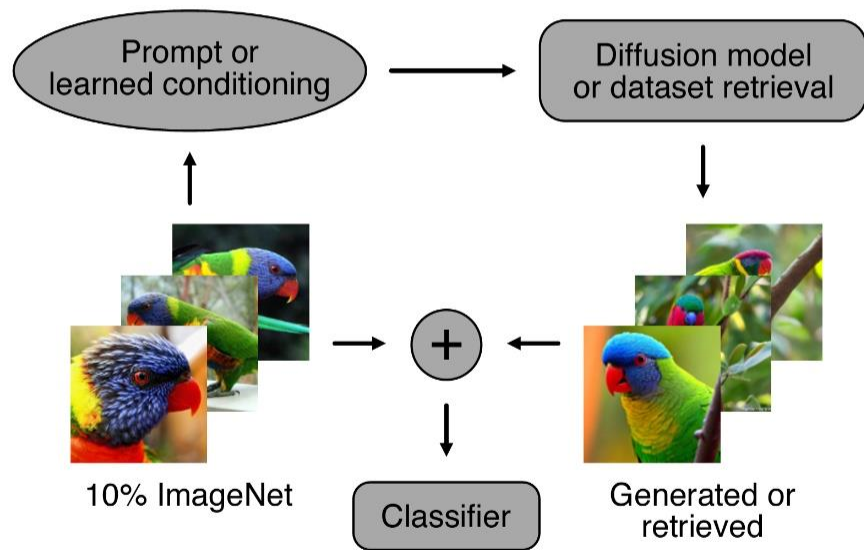 Prompt or
learned conditioning
Diffusion model
or dataset retrieval
+
10% ImageNet
Classifier
Generated or
retrieved